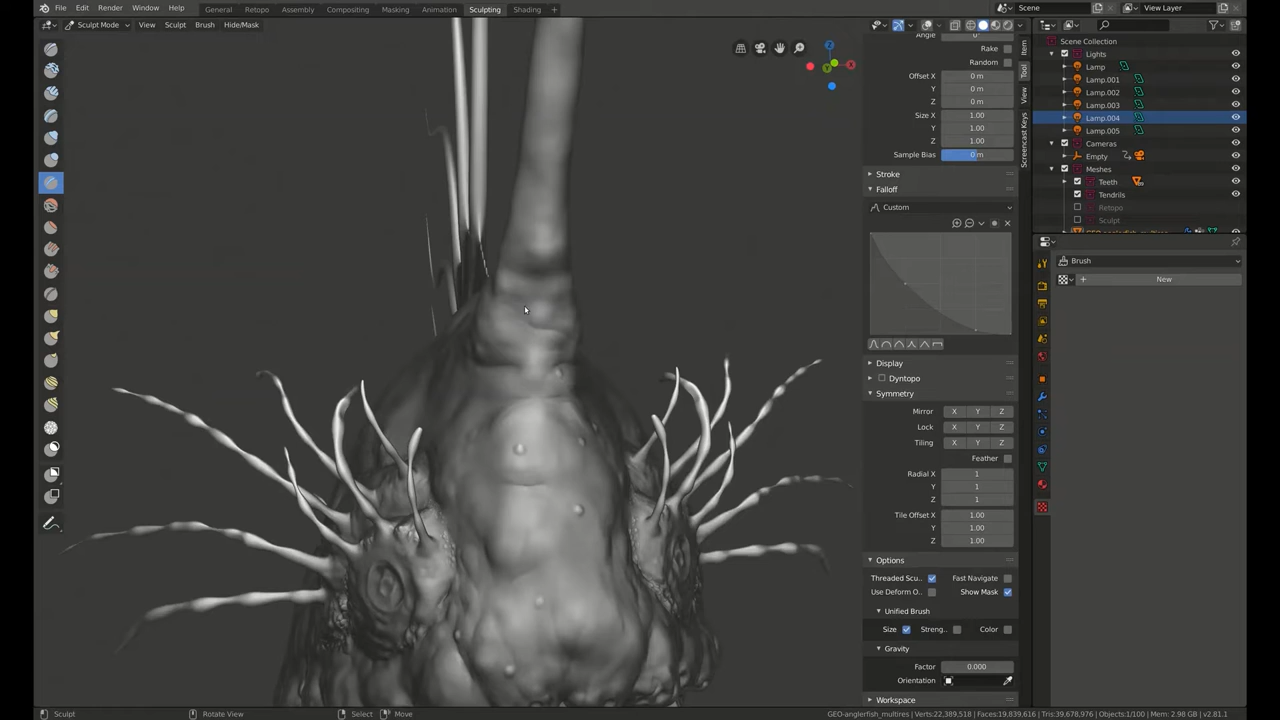 File Edit Render Window Help General Retopo Assembly Compositing Masking Animation Sculpting Shading + Scene View Layer
Sculpt Mode View Sculpt Brush Hide/Mask
Angle 0°
Rake
Random
Offset X 0 m
Y 0 m
Z 0 m
Size X 1.00
Y 1.00
Z 1.00
Sample Bias 0 m
Stroke
Falloff
Custom
Display
Dyntopo
Symmetry
Mirror X Y Z
Lock X Y Z
Tiling X Y Z
Feather
Radial X 1
Y 1
Z 1
Tile Offset X 1.00
Y 1.00
Z 1.00
Options
Threaded Scu.. Fast Navigate
Use Deform O.. Show Mask
Unified Brush
Size Streng.. Color
Gravity
Factor 0.000
Orientation
Workspace
Item
Tool
View
Screencast Keys
Scene Collection
Lights
Lamp
Lamp.001
Lamp.002
Lamp.003
Lamp.004
Lamp.005
Cameras
Empty
Meshes
Teeth
Tendrils
Retopo
Sculpt
Brush
+ New
Z
X
Y
Sculpt Rotate View Select Move GEO-anglerfish_multires | Verts:22,389,518 | Faces:19,839,616 | Tris:39,678,976 | Objects:1/100 | Mem: 2.98 GB | v2.81.1